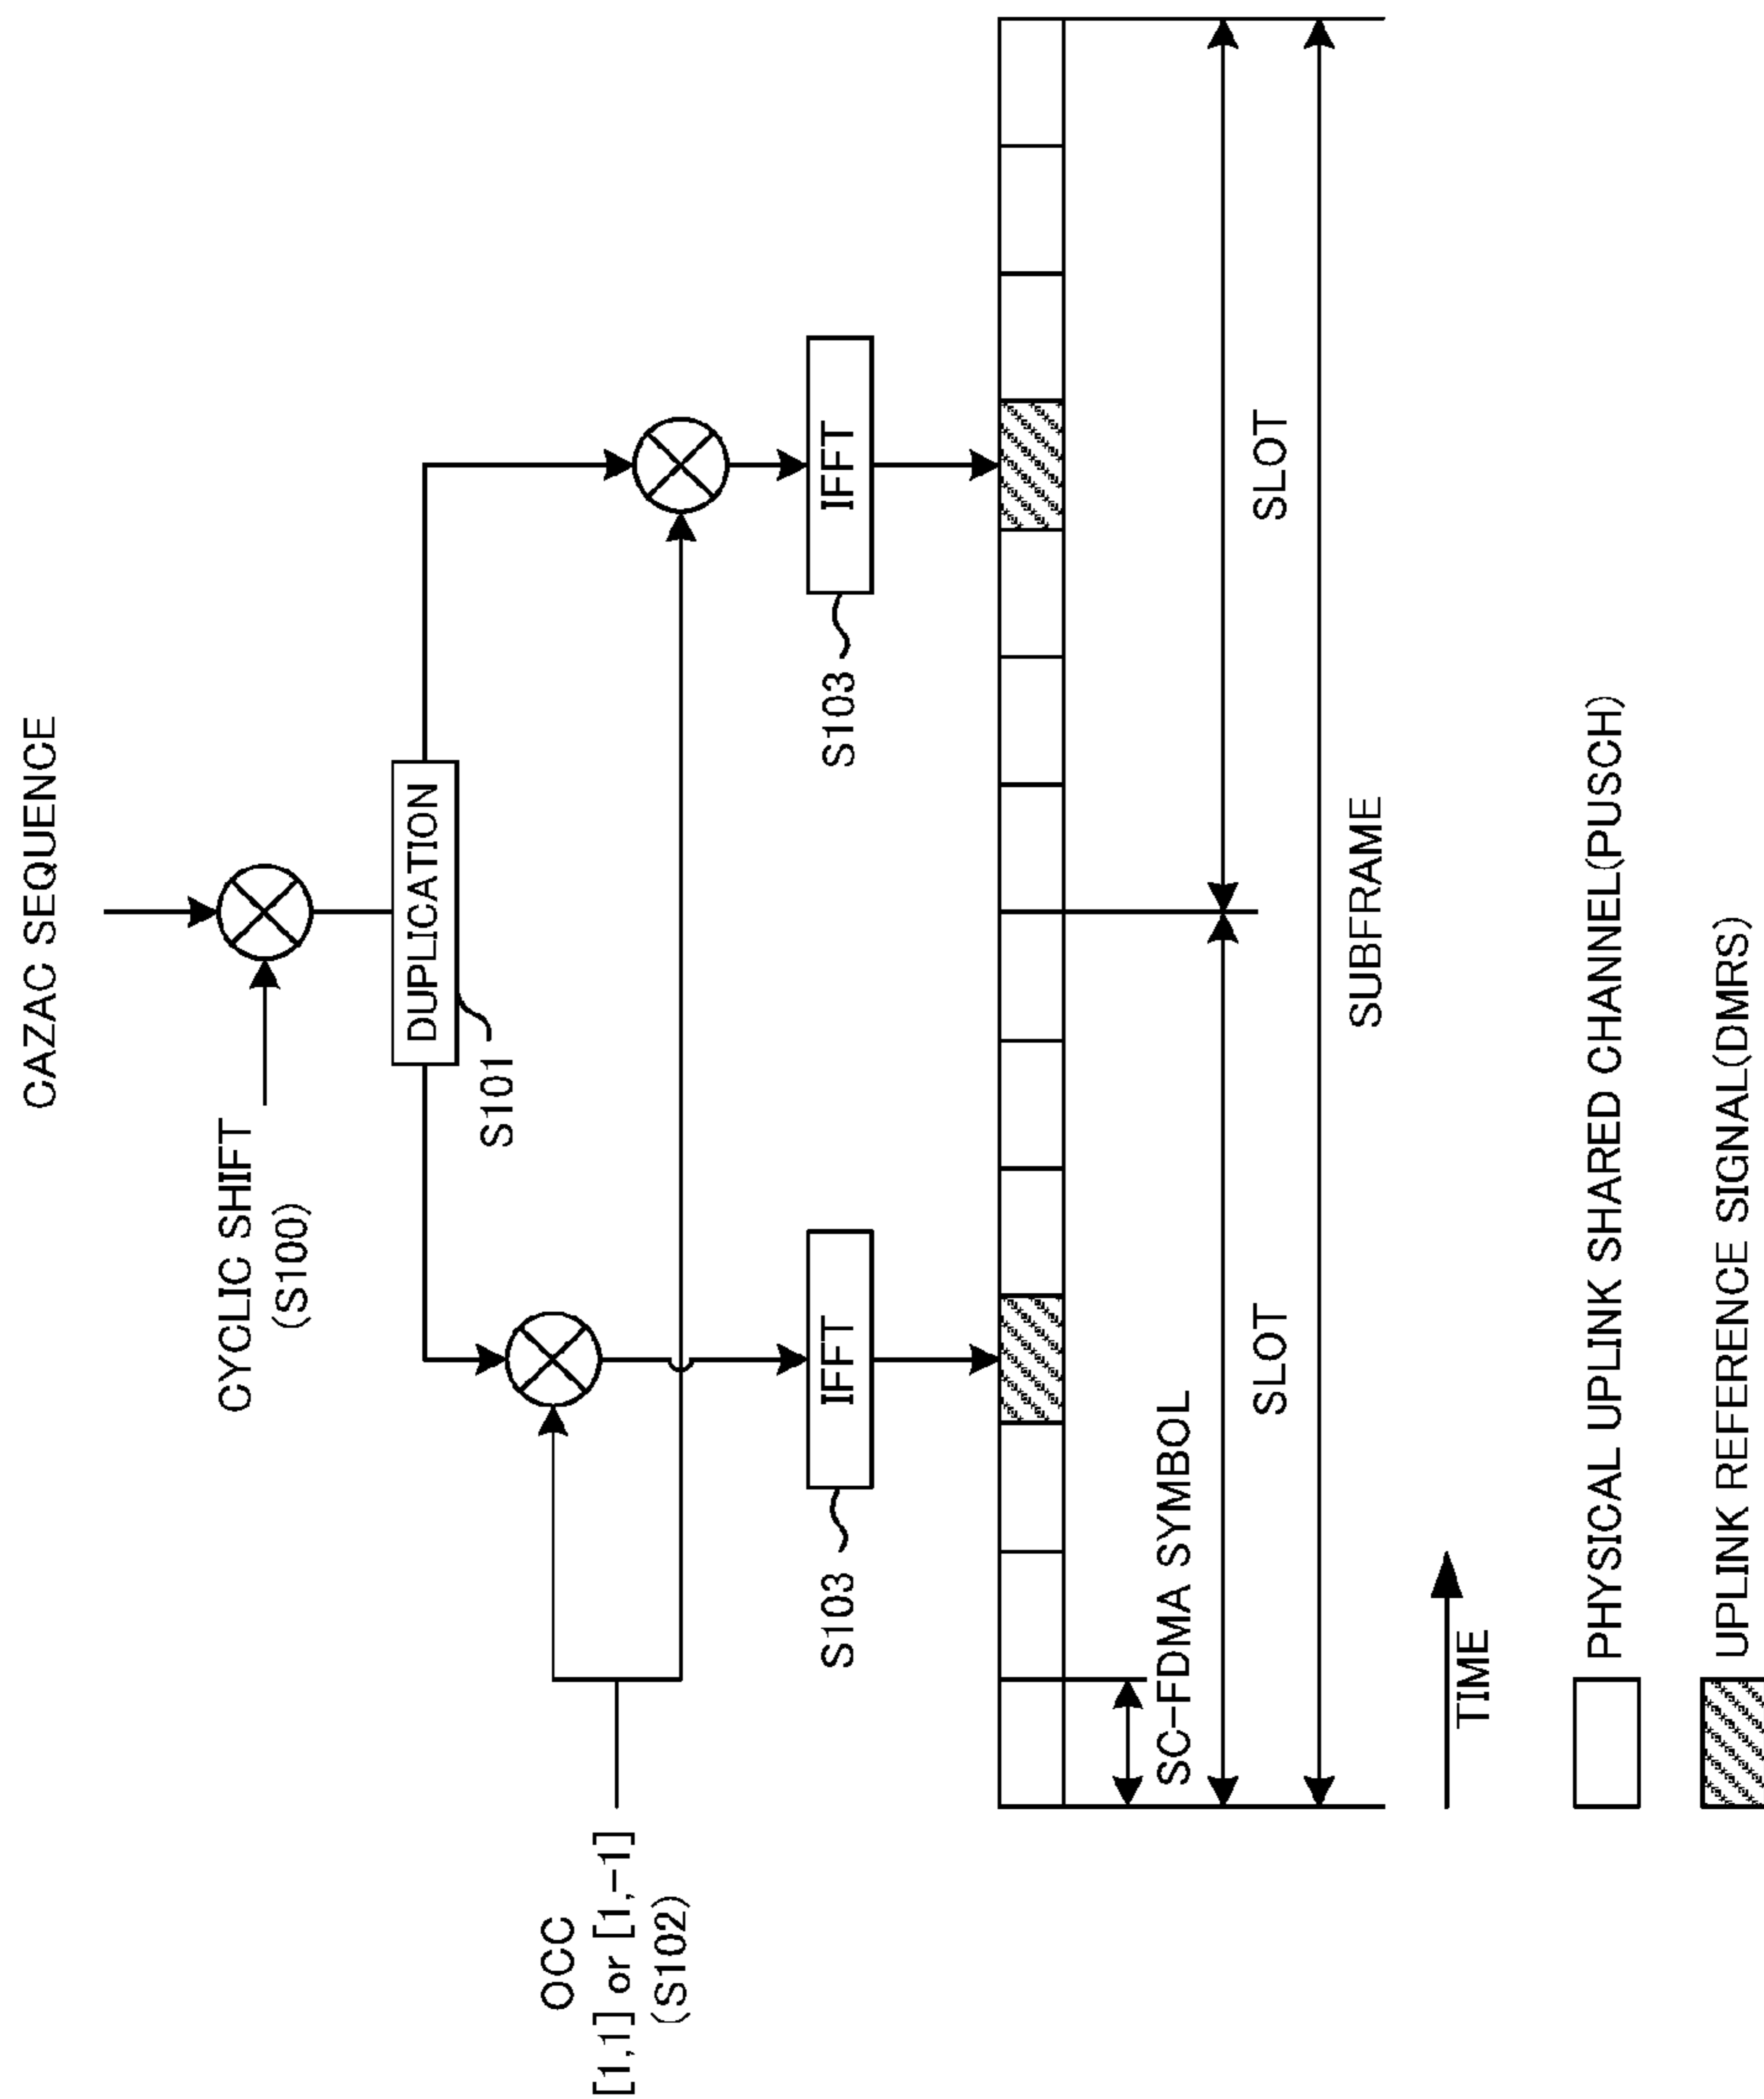 CAZAC SEQUENCE
CYCLIC SHIFT
(S100)
DUPLICATION
S101
OCC
[1,1] or [1,-1]
(S102)
IFFT
IFFT
S103
S103
SC-FDMA SYMBOL
SLOT
SLOT
SUBFRAME
TIME
PHYSICAL UPLINK SHARED CHANNEL(PUSCH)
UPLINK REFERENCE SIGNAL(DMRS)